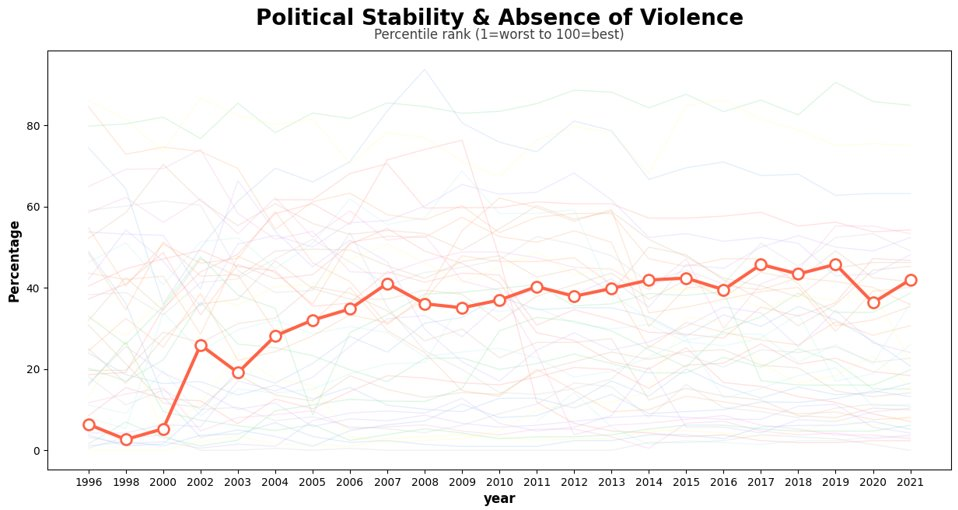 Political Stability & Absence of Violence
Percentile rank (1=worst to 100=best)
Percentage
80
60
40
20
0
1996 1998 2000 2002 2003 2004 2005 2006 2007 2008 2009 2010 2011 2012 2013 2014 2015 2016 2017 2018 2019 2020 2021
year